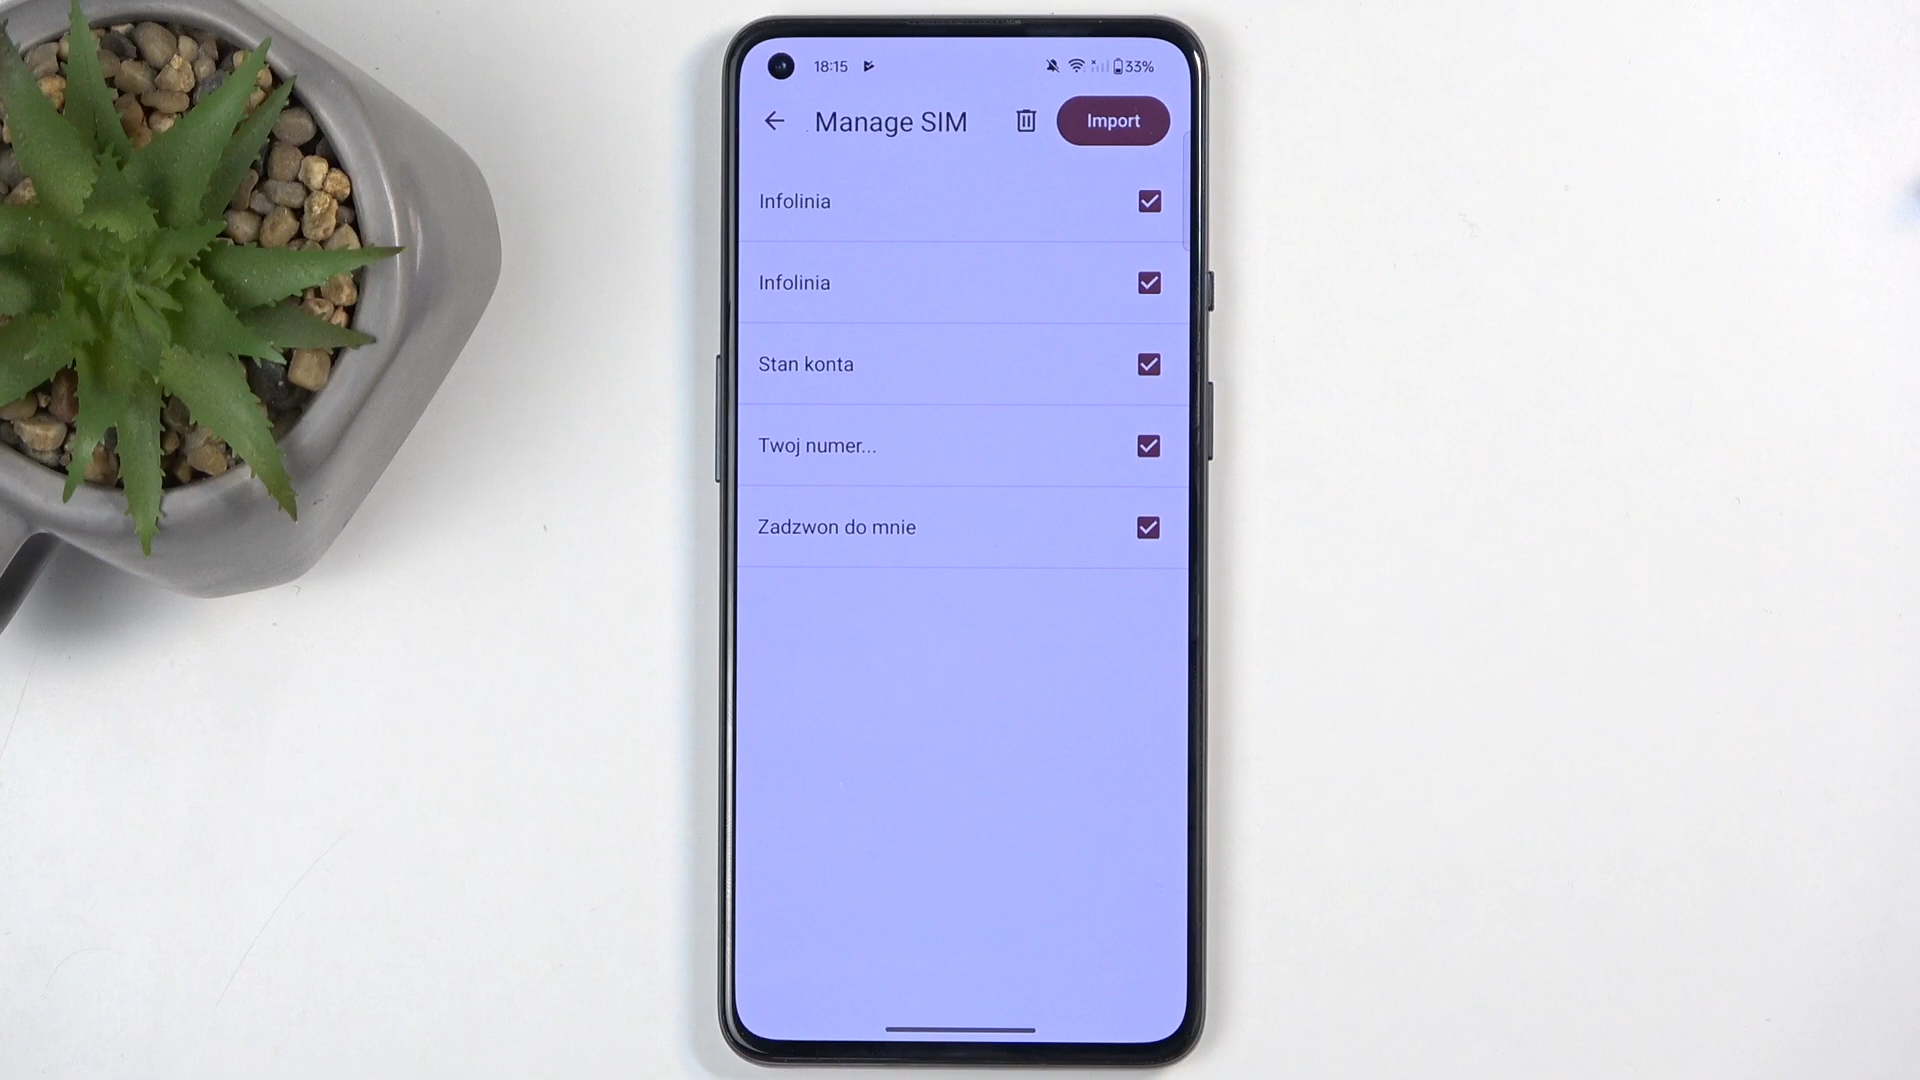 18:15
33%
Manage SIM
Import
Infolinia
Infolinia
Stan konta
Twoj numer...
Zadzwon do mnie